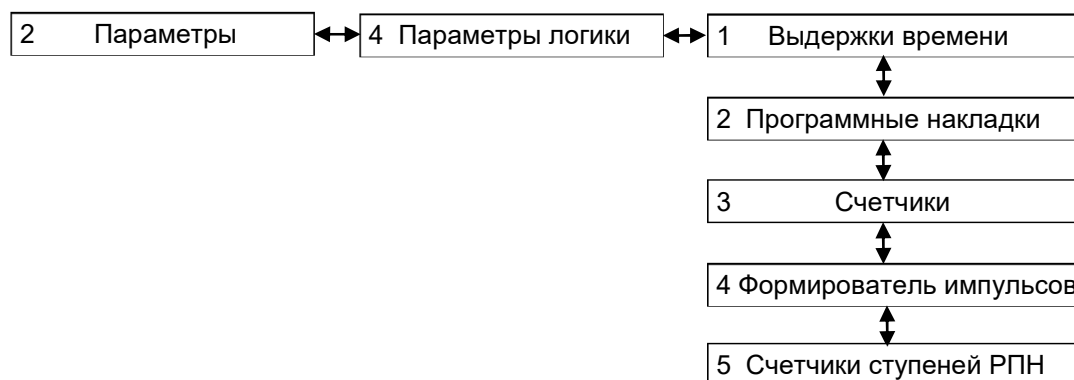 2 Параметры
4 Параметры логики
1 Выдержки времени
2 Программные накладки
3 Счетчики
4 Формирователь импульсов
5 Счетчики ступеней РПН